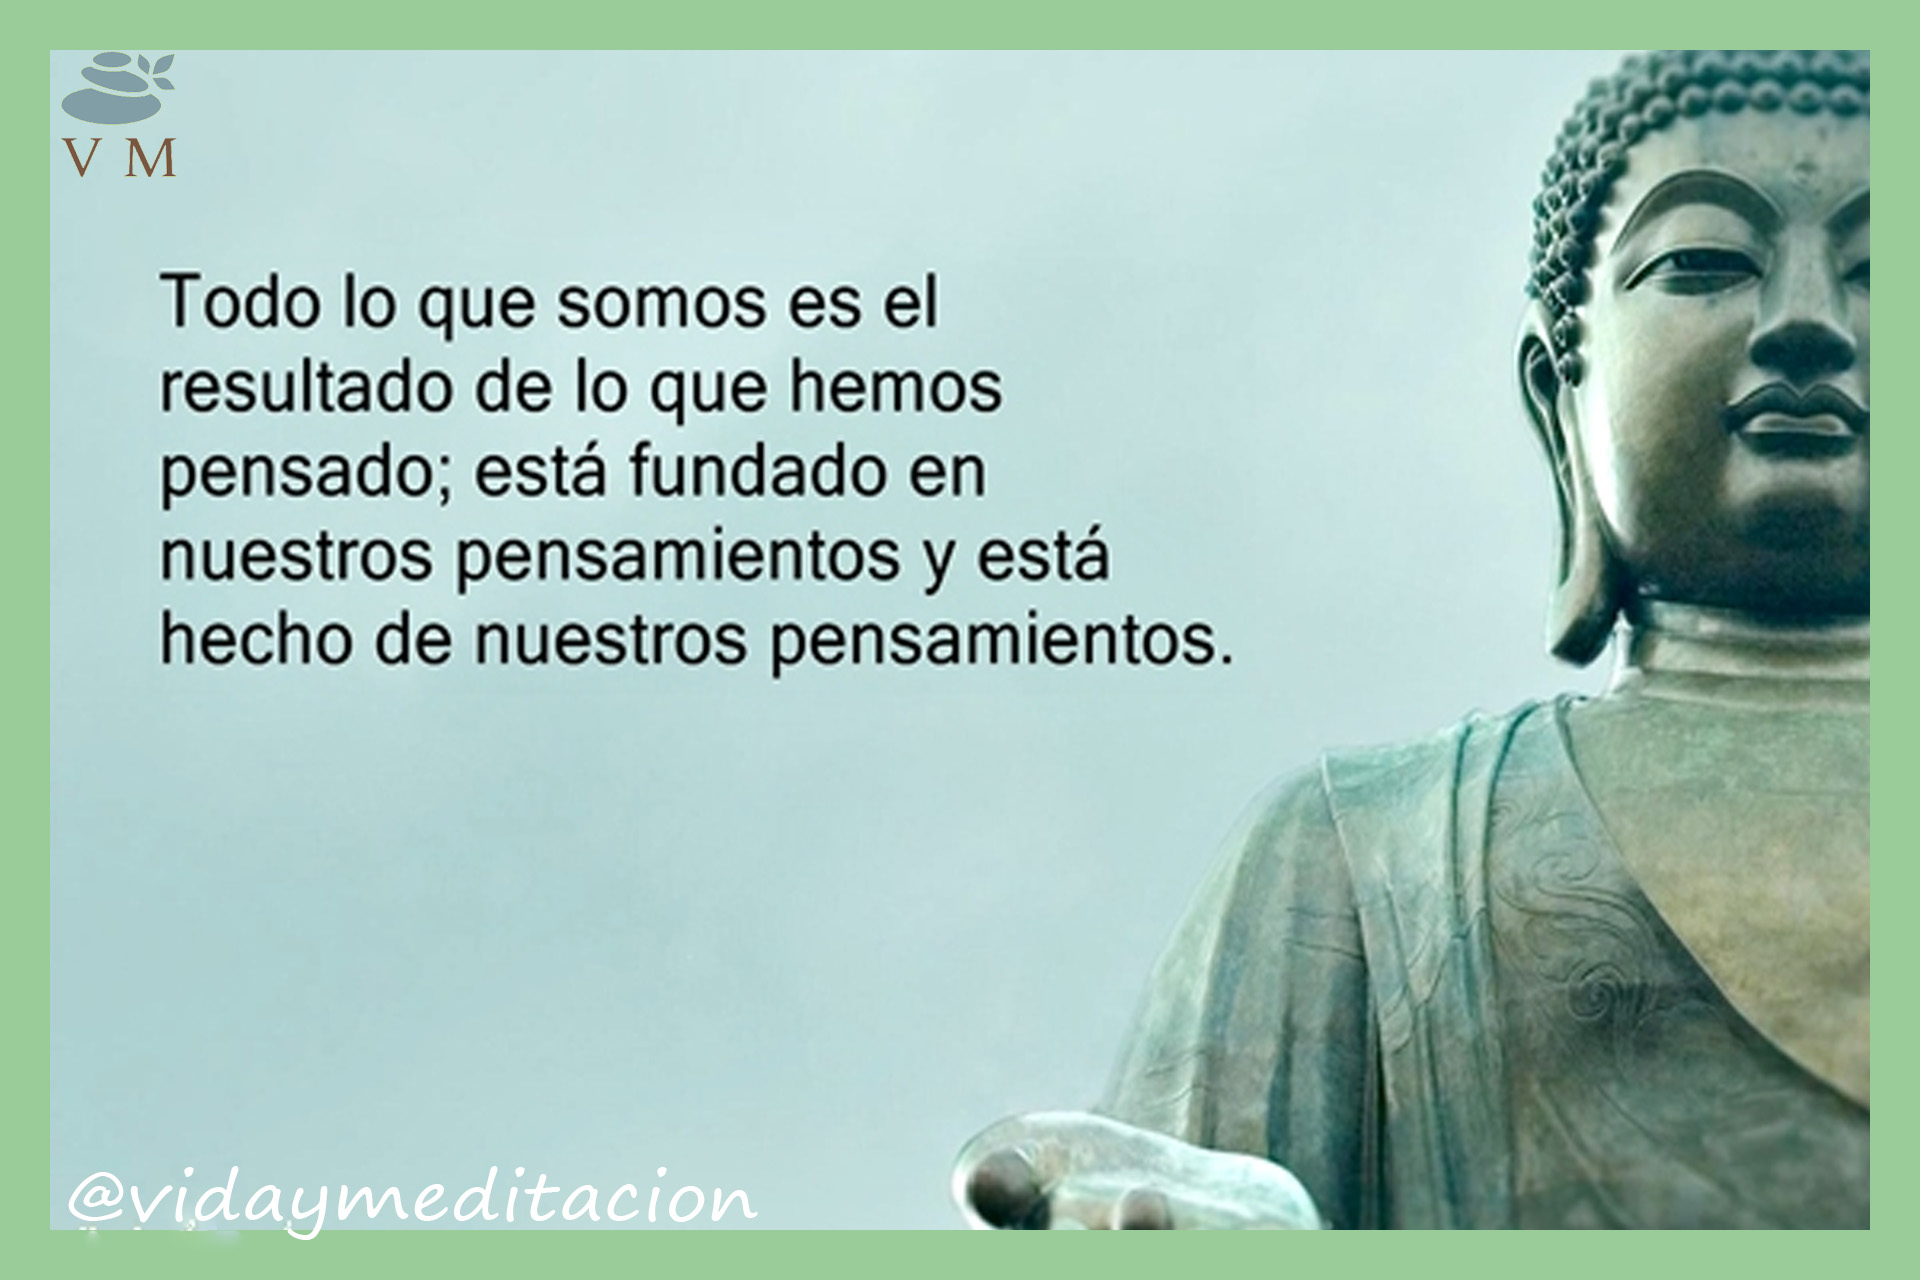 V M
Todo lo que somos es el
resultado de lo que hemos
pensado; está fundado en
nuestros pensamientos y está
hecho de nuestros pensamientos.
@vidaymeditacion